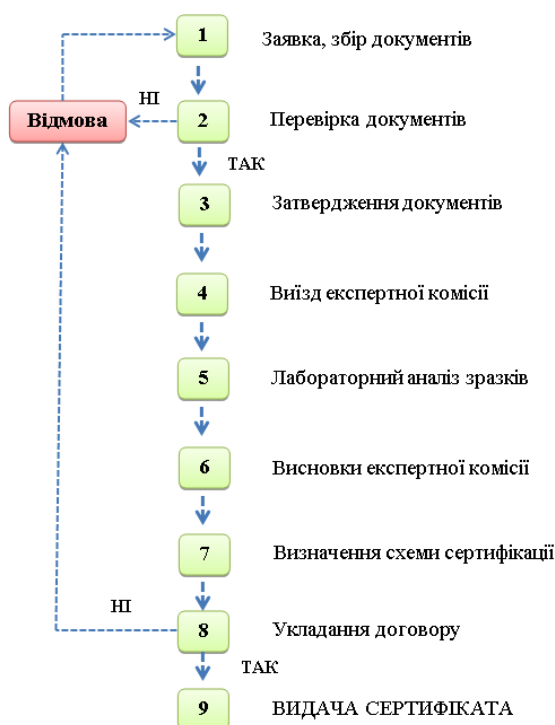 1 Заявка, збір документів
НІ
Відмова 2 Перевірка документів
ТАК
3 Затвердження документів
4 Виїзд експертної комісії
5 Лабораторний аналіз зразків
6 Висновки експертної комісії
7 Визначення схеми сертифікації
НІ
8 Укладання договору
ТАК
9 ВИДАЧА СЕРТИФІКАТА